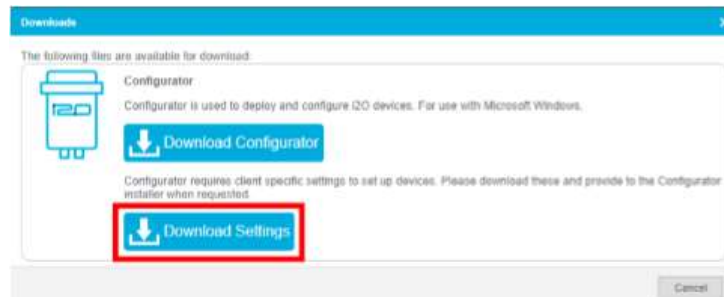 Downloads
The following files are available for download:
Configurator
i2O
Configurator is used to deploy and configure i2O devices. For use with Microsoft Windows.
Download Configurator
Configurator requires client specific settings to set up devices. Please download these and provide to the Configurator
installer when requested.
Download Settings
Cancel